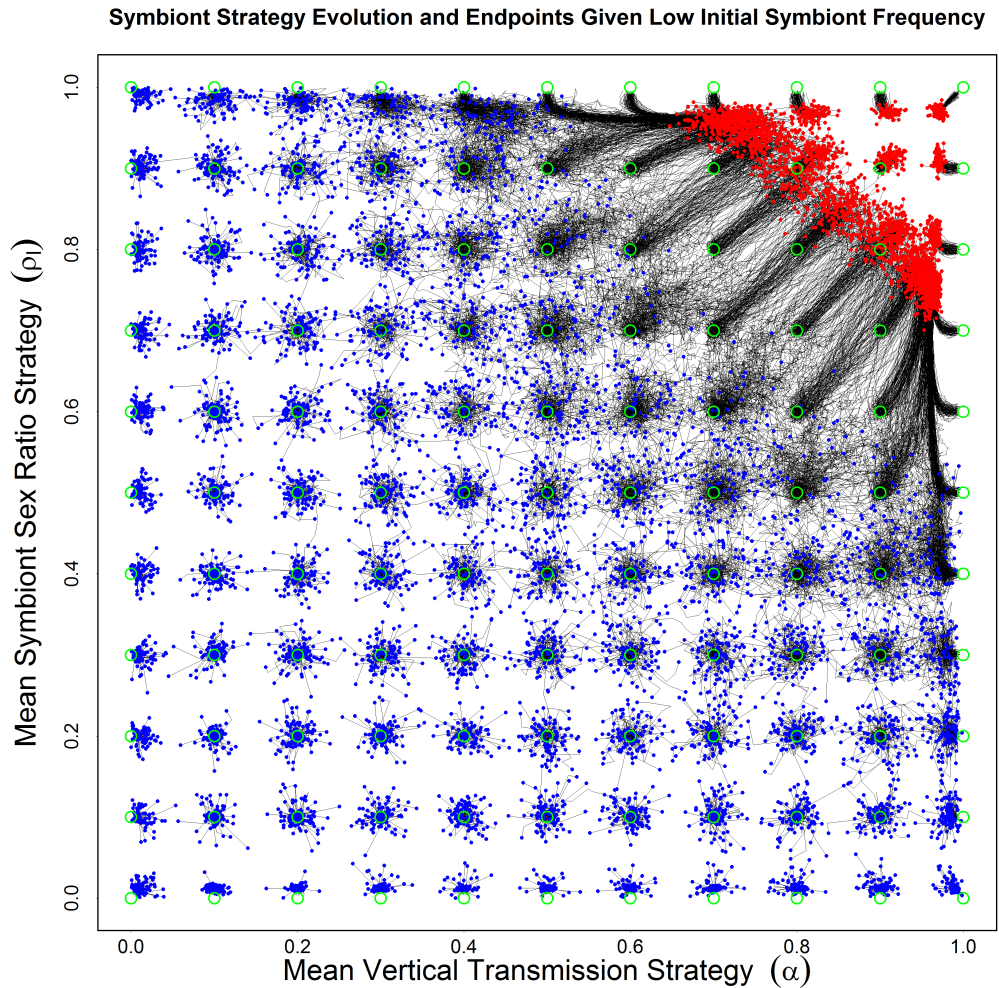 Symbiont Strategy Evolution and Endpoints Given Low Initial Symbiont Frequency
Mean Symbiont Sex Ratio Strategy (ρI)
1.0
0.8
0.6
0.4
0.2
0.0
0.0 0.2 0.4 0.6 0.8 1.0
Mean Vertical Transmission Strategy (α)